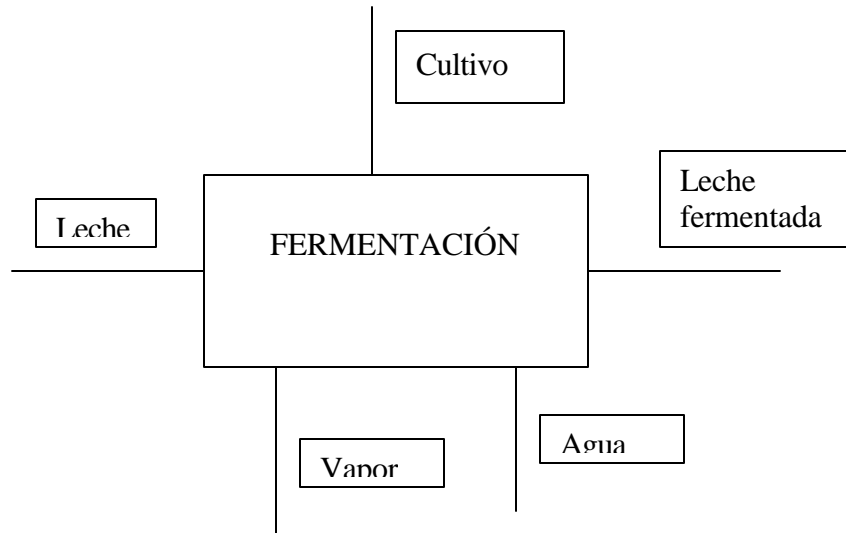 Cultivo
Leche
fermentada
Leche
FERMENTACIÓN
Agua
Vapor